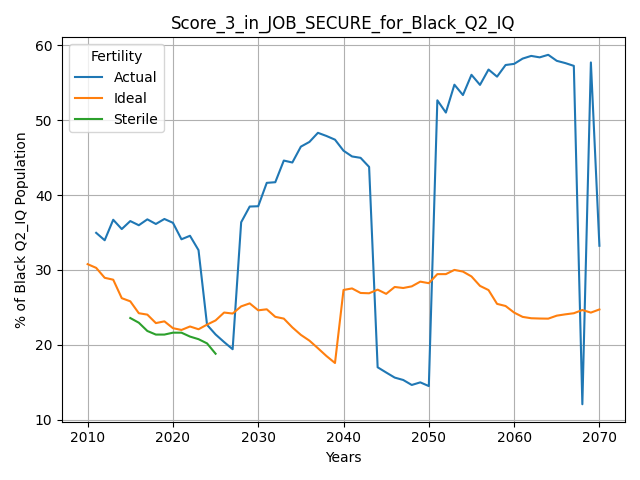 Score_3_in_JOB_SECURE_for_Black_Q2_IQ
% of Black Q2_IQ Population
60
50
40
30
20
10
Fertility
Actual
Ideal
Sterile
2010 2020 2030 2040 2050 2060 2070
Years